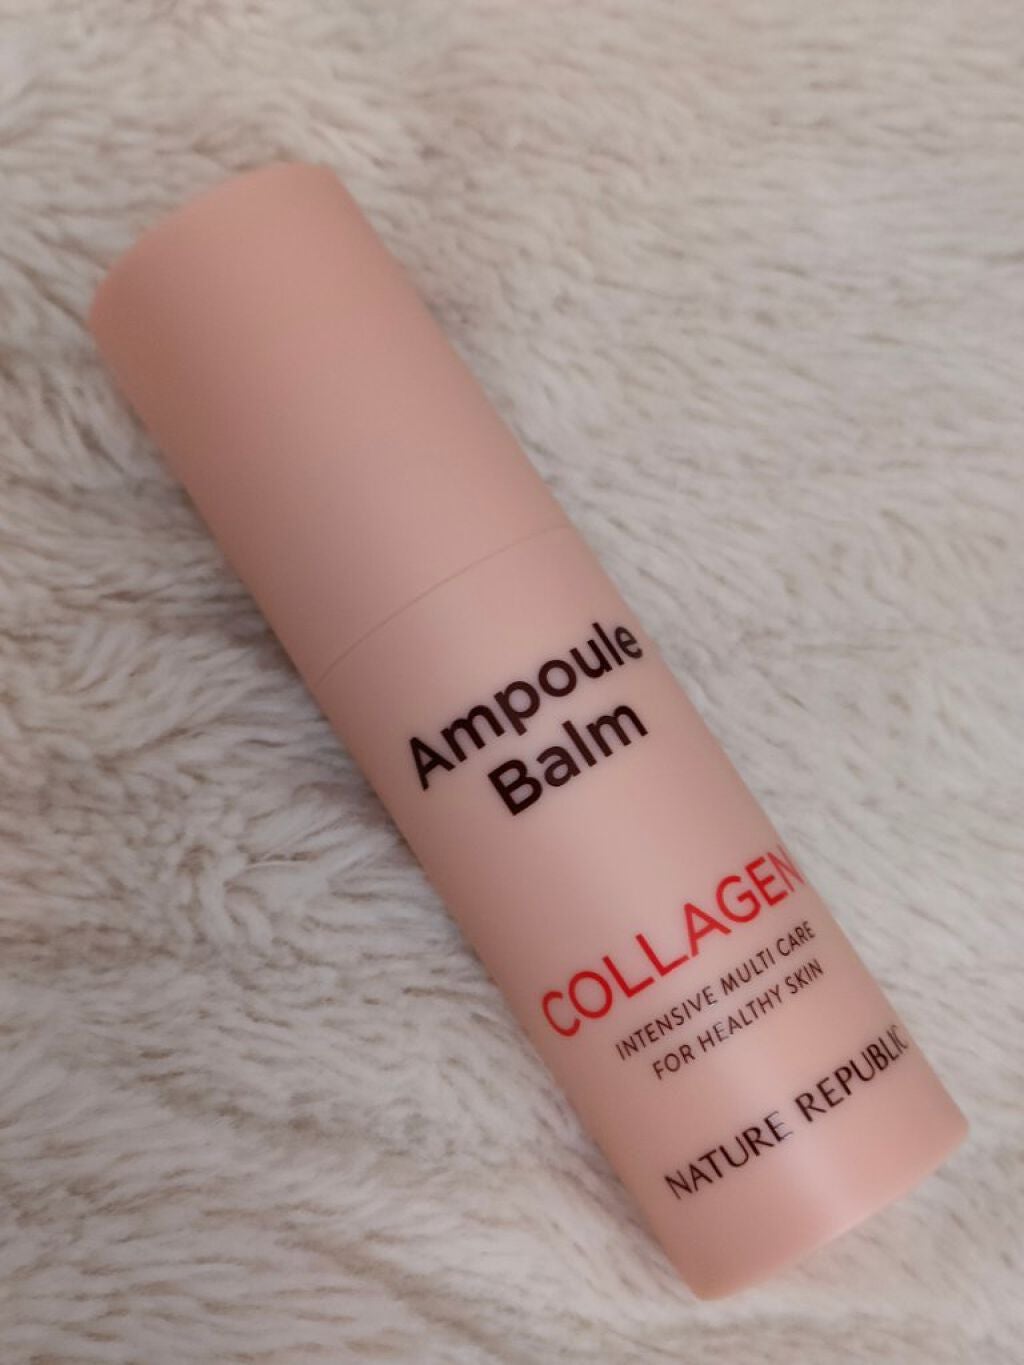 Ampoule
Balm
COLLAGEN
INTENSIVE MULTI CARE
FOR HEALTHY SKIN
NATURE REPUBLIC